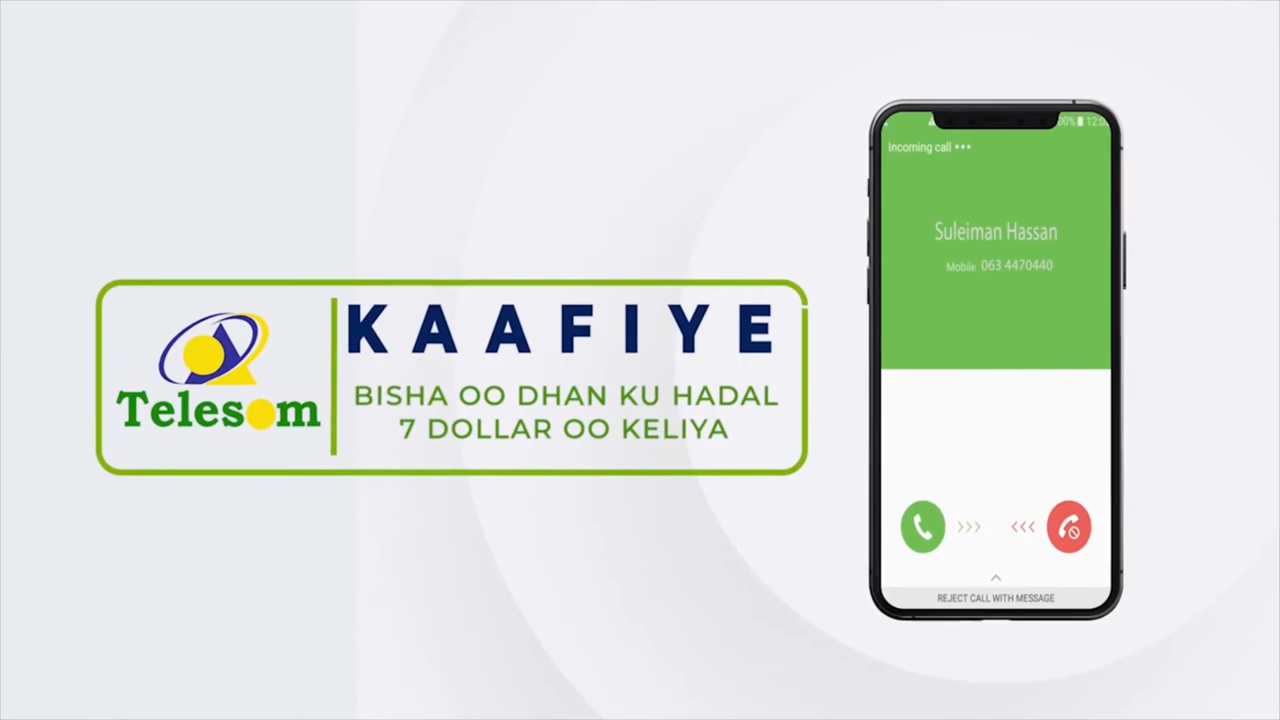 Telesom
KAAFIYE
BISHA OO DHAN KU HADAL
7 DOLLAR OO KELIYA
Incoming call •••
Suleiman Hassan
Mobile 063 4470440
REJECT CALL WITH MESSAGE